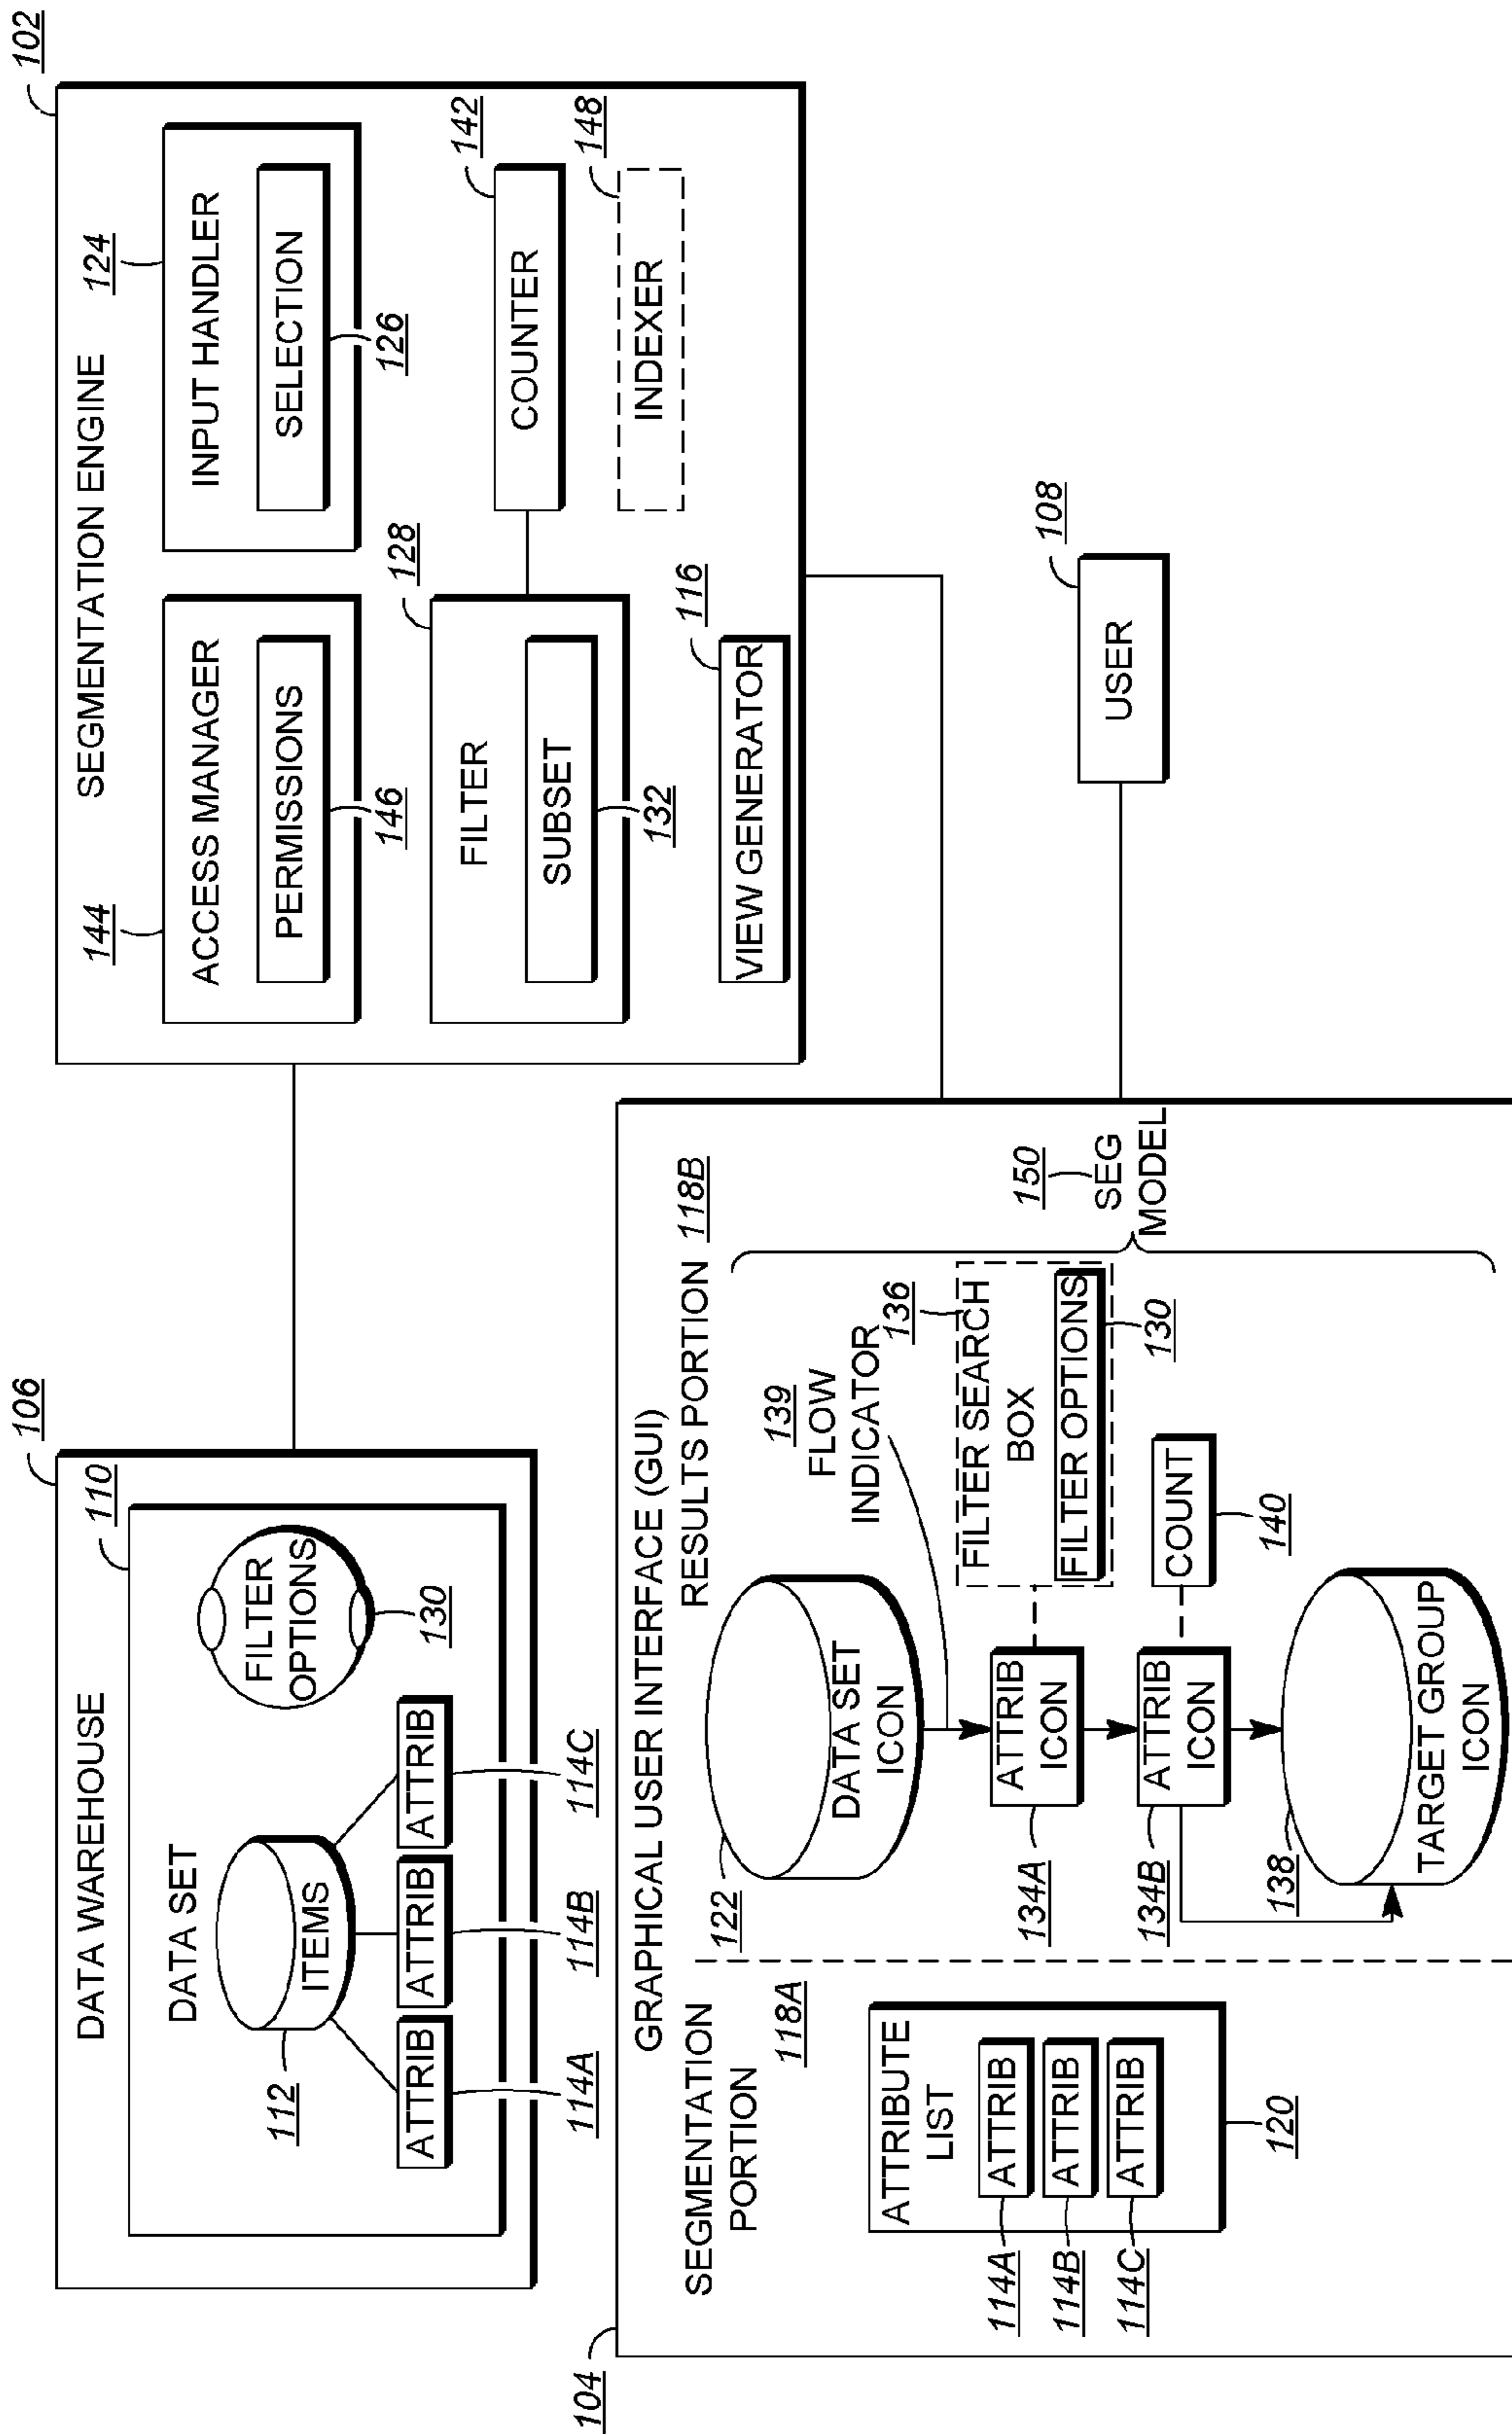 106
DATA WAREHOUSE
110
DATA SET
112
ITEMS
FILTER
OPTIONS
130
ATTRIB
ATTRIB
ATTRIB
114A
114B
114C
102
SEGMENTATION ENGINE
144
ACCESS MANAGER
PERMISSIONS
146
124
INPUT HANDLER
SELECTION
126
128
FILTER
SUBSET
132
142
COUNTER
148
INDEXER
116
VIEW GENERATOR
108
USER
104
GRAPHICAL USER INTERFACE (GUI)
SEGMENTATION
PORTION
118A
ATTRIBUTE
LIST
114A
ATTRIB
114B
ATTRIB
114C
ATTRIB
120
RESULTS PORTION 118B
122
DATA SET
ICON
139
FLOW
INDICATOR
136
FILTER SEARCH
BOX
FILTER OPTIONS
130
134A
ATTRIB
ICON
134B
ATTRIB
ICON
COUNT
140
138
TARGET GROUP
ICON
150
SEG
MODEL